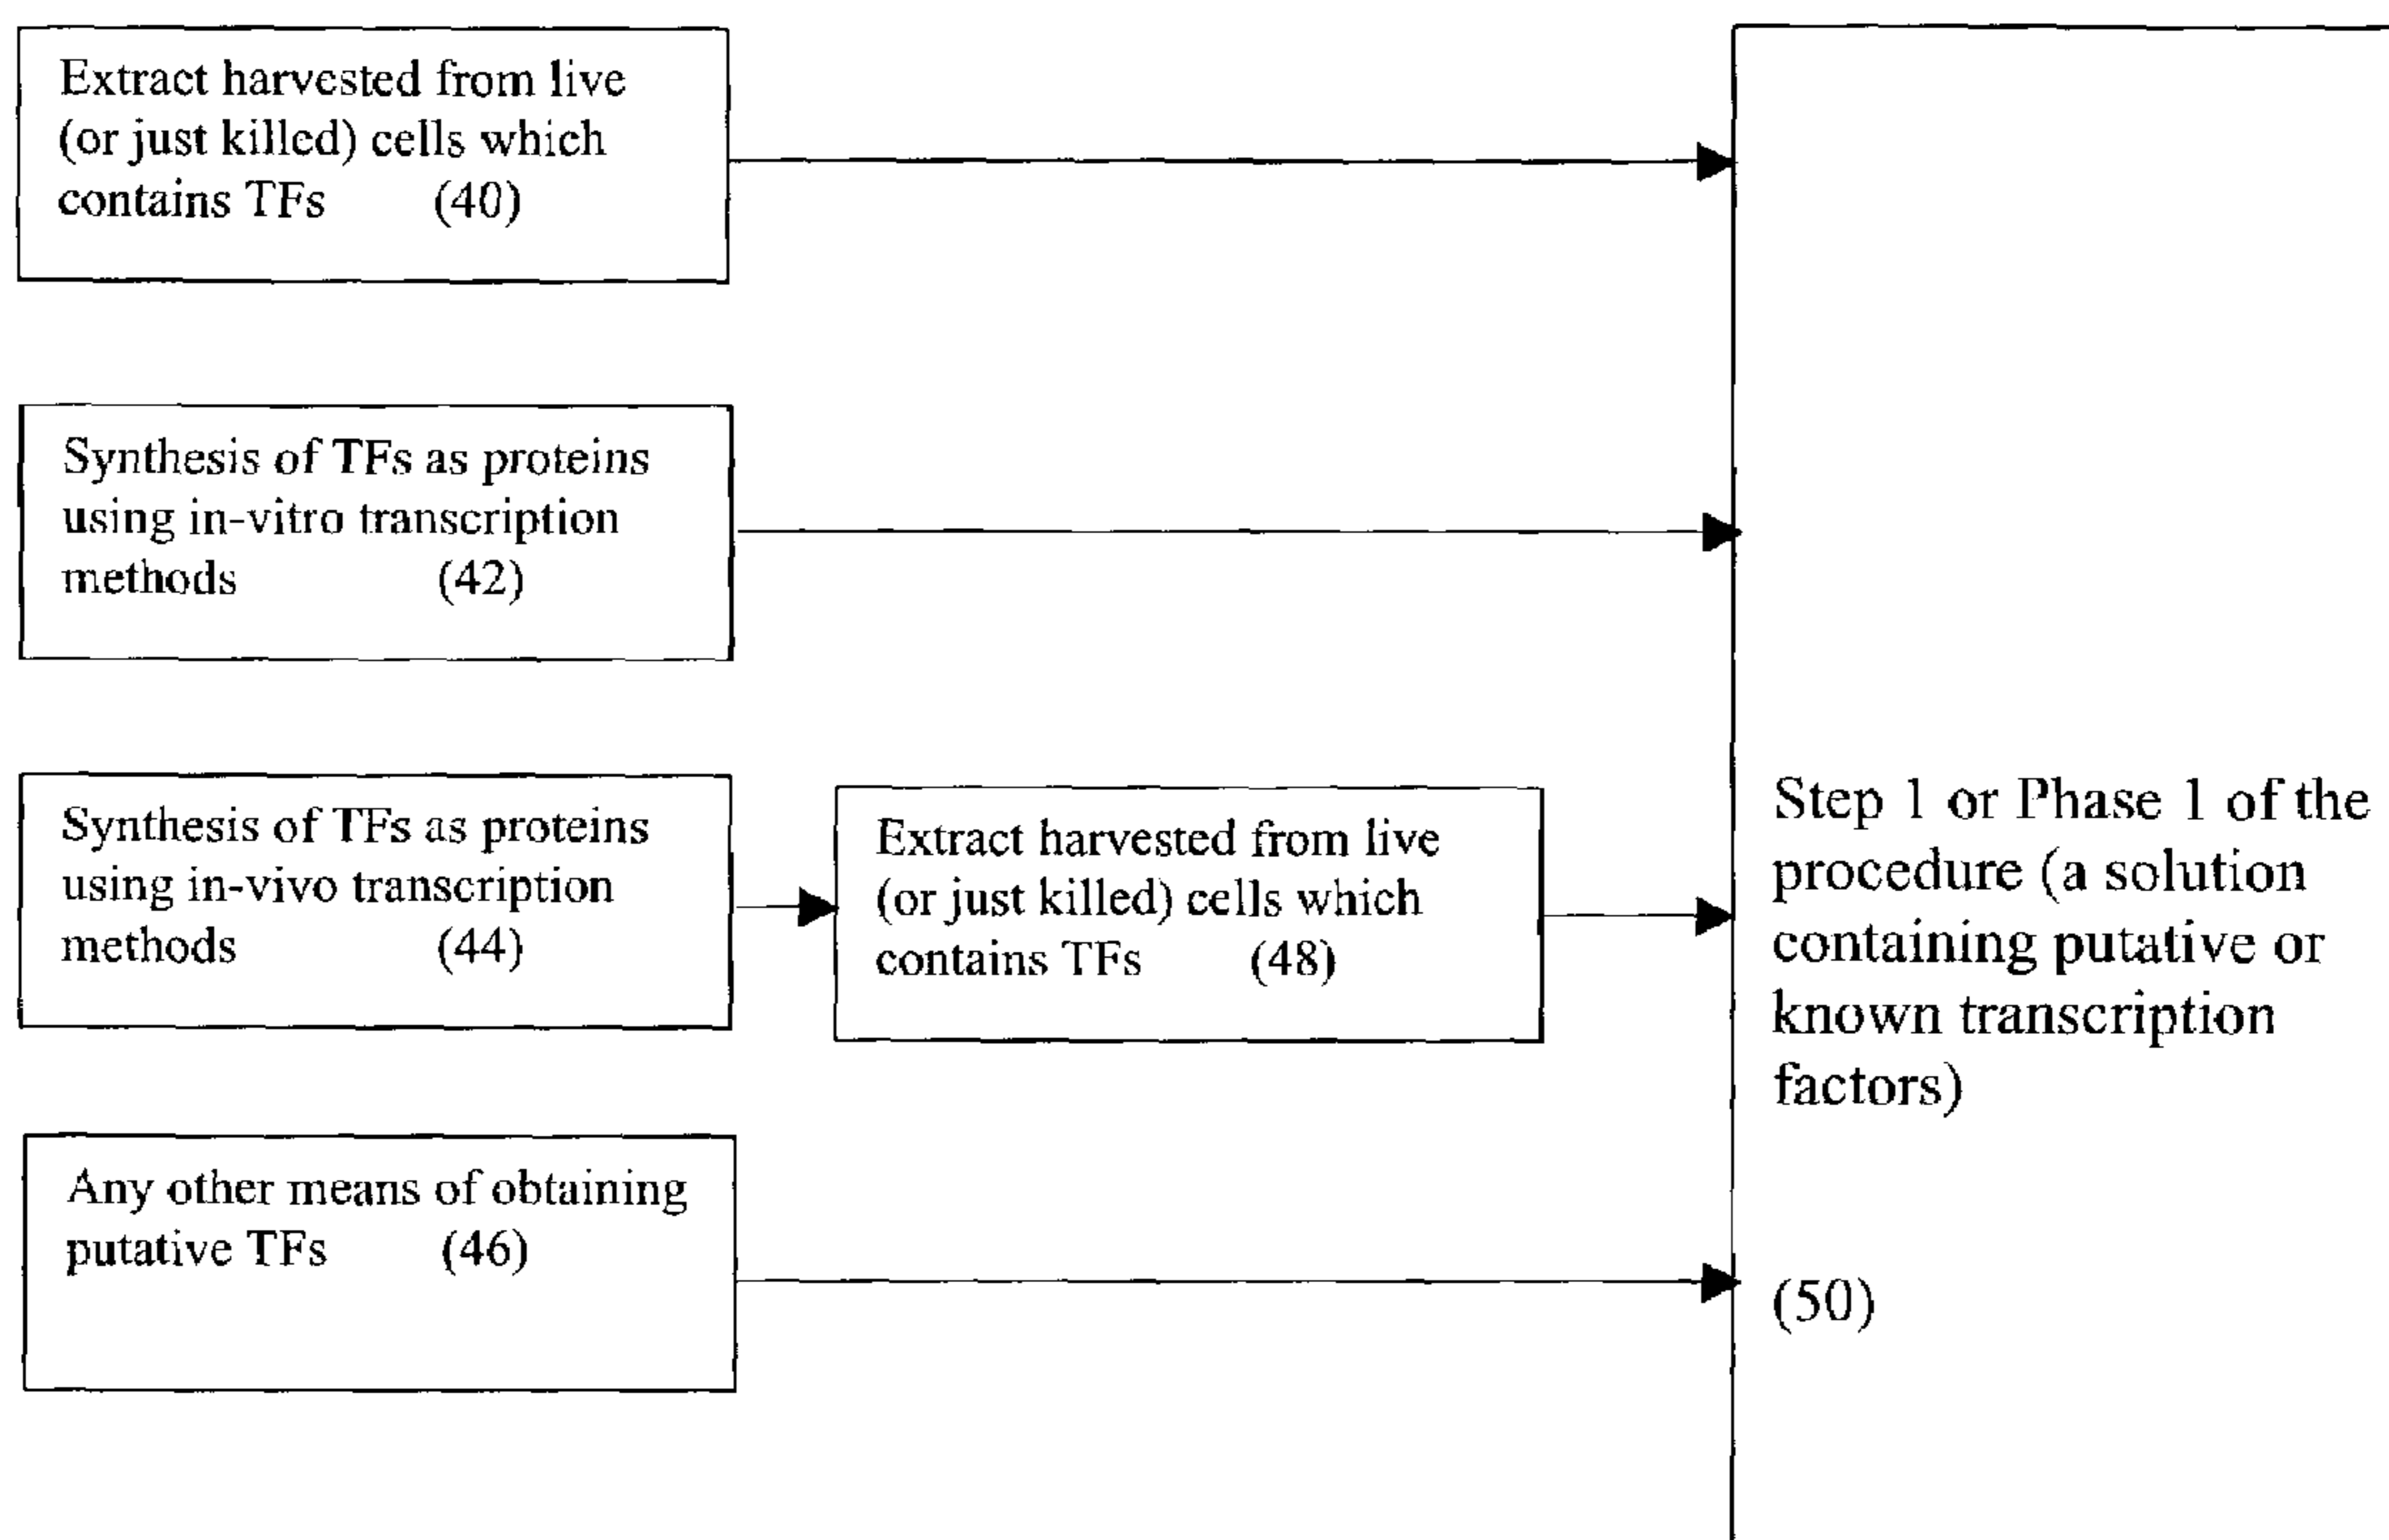 Extract harvested from live
(or just killed) cells which
contains TFs (40)
Synthesis of TFs as proteins
using in-vitro transcription
methods (42)
Synthesis of TFs as proteins
using in-vivo transcription
methods (44)
Extract harvested from live
(or just killed) cells which
contains TFs (48)
Any other means of obtaining
putative TFs (46)
Step 1 or Phase 1 of the
procedure (a solution
containing putative or
known transcription
factors)
(50)